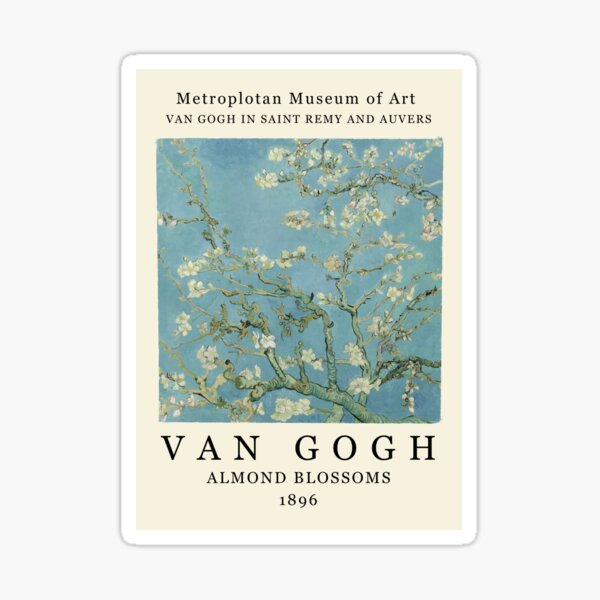 Metroplotan Museum of Art
VAN GOGH IN SAINT REMY AND AUVERS
VAN GOGH
ALMOND BLOSSOMS
1896